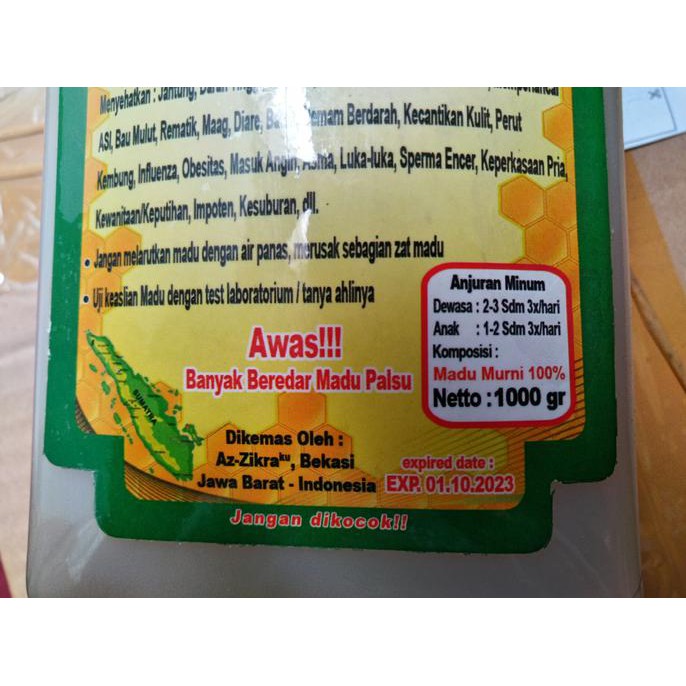 Menyehatkan : Jantung, Darah Tinggi
ASI, Bau Mulut, Rematik, Maag, Diare, Demam Berdarah, Kecantikan Kulit, Perut
Kembung, Influenza, Obesitas, Masuk Angin, Asma, Luka-luka, Sperma Encer, Keperkasaan Pria,
Kewanitaan/Keputihan, Impoten, Kesuburan, dll.
• Jangan melarutkan madu dengan air panas, merusak sebagian zat madu
• Uji keaslian Madu dengan test laboratorium / tanya ahlinya
Anjuran Minum
Dewasa : 2-3 Sdm 3x/hari
Anak : 1-2 Sdm 3x/hari
Komposisi :
Madu Murni 100%
Netto : 1000 gr
Awas!!!
Banyak Beredar Madu Palsu
SUMATRA
Dikemas Oleh :
Az-Zikraku, Bekasi
Jawa Barat - Indonesia
expired date :
EXP. 01.10.2023
Jangan dikocok!!